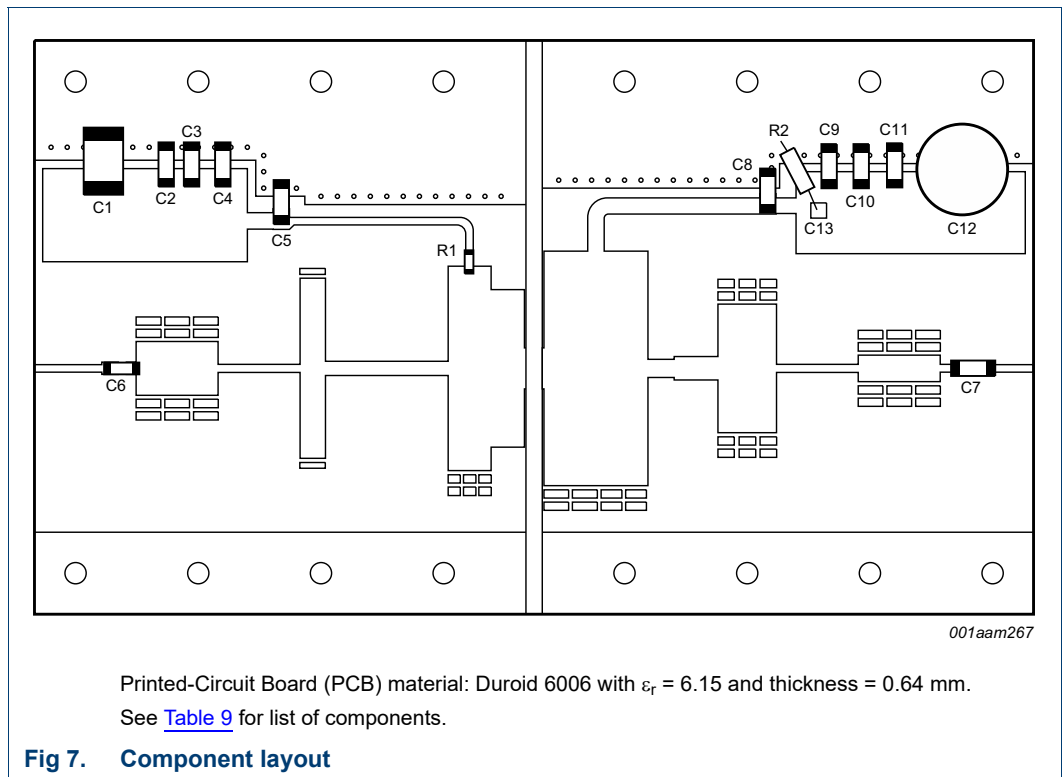 C3
C1
C2
C4
C5
R1
C6
R2
C9
C11
C8
C10
C13
C12
C7
001aam267
Printed-Circuit Board (PCB) material: Duroid 6006 with εr = 6.15 and thickness = 0.64 mm.
See Table 9 for list of components.
Fig 7. Component layout